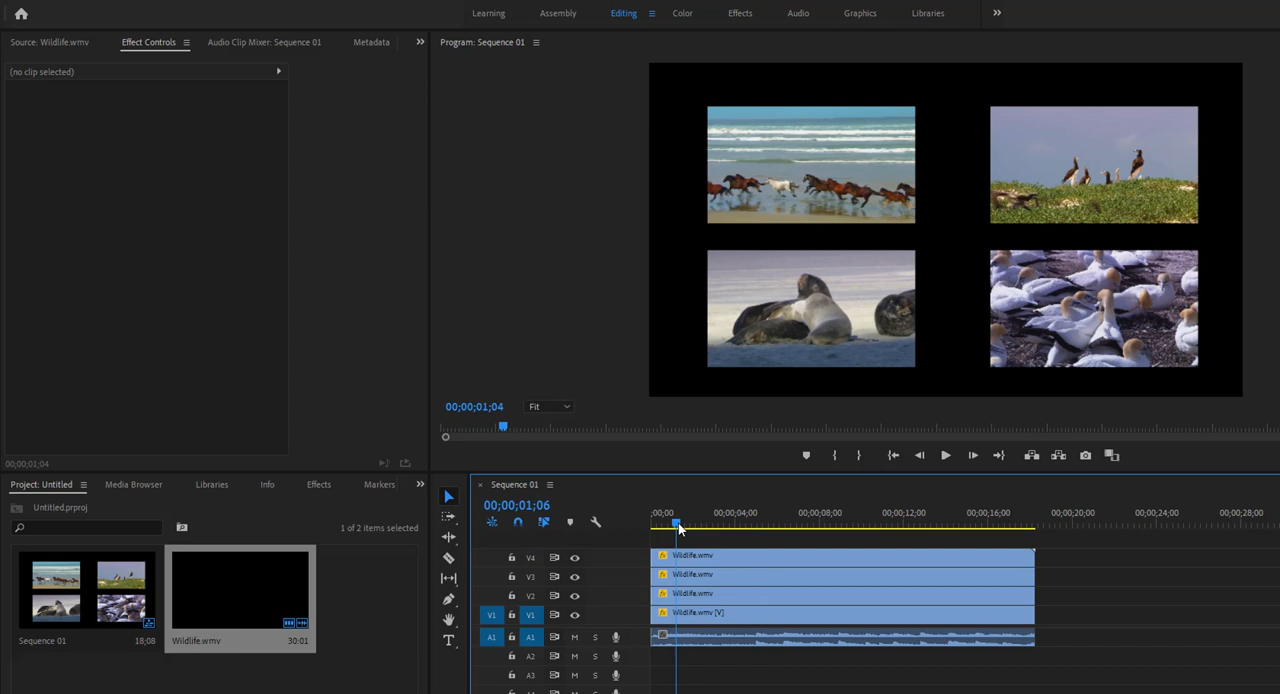 Learning Assembly Editing Color Effects Audio Graphics Libraries
Source: Wildlife.wmv Effect Controls Audio Clip Mixer: Sequence 01 Metadata
Program: Sequence 01
(no clip selected)
00;00;01;04
Fit
00;00;01;04
Project: Untitled Media Browser Libraries Info Effects Markers
Untitled.prproj
1 of 2 items selected
Sequence 01 18;08
Wildlife.wmv 30:01
Sequence 01
00;00;01;06
;00;00 00;00;04;00 00;00;08;00 00;00;12;00 00;00;16;00 00;00;20;00 00;00;24;00 00;00;28;00
V4 fx Wildlife.wmv
V3 fx Wildlife.wmv
V2 fx Wildlife.wmv
V1 V1 fx Wildlife.wmv [V]
A1 A1 M S
A2 M S
A3 M S
T